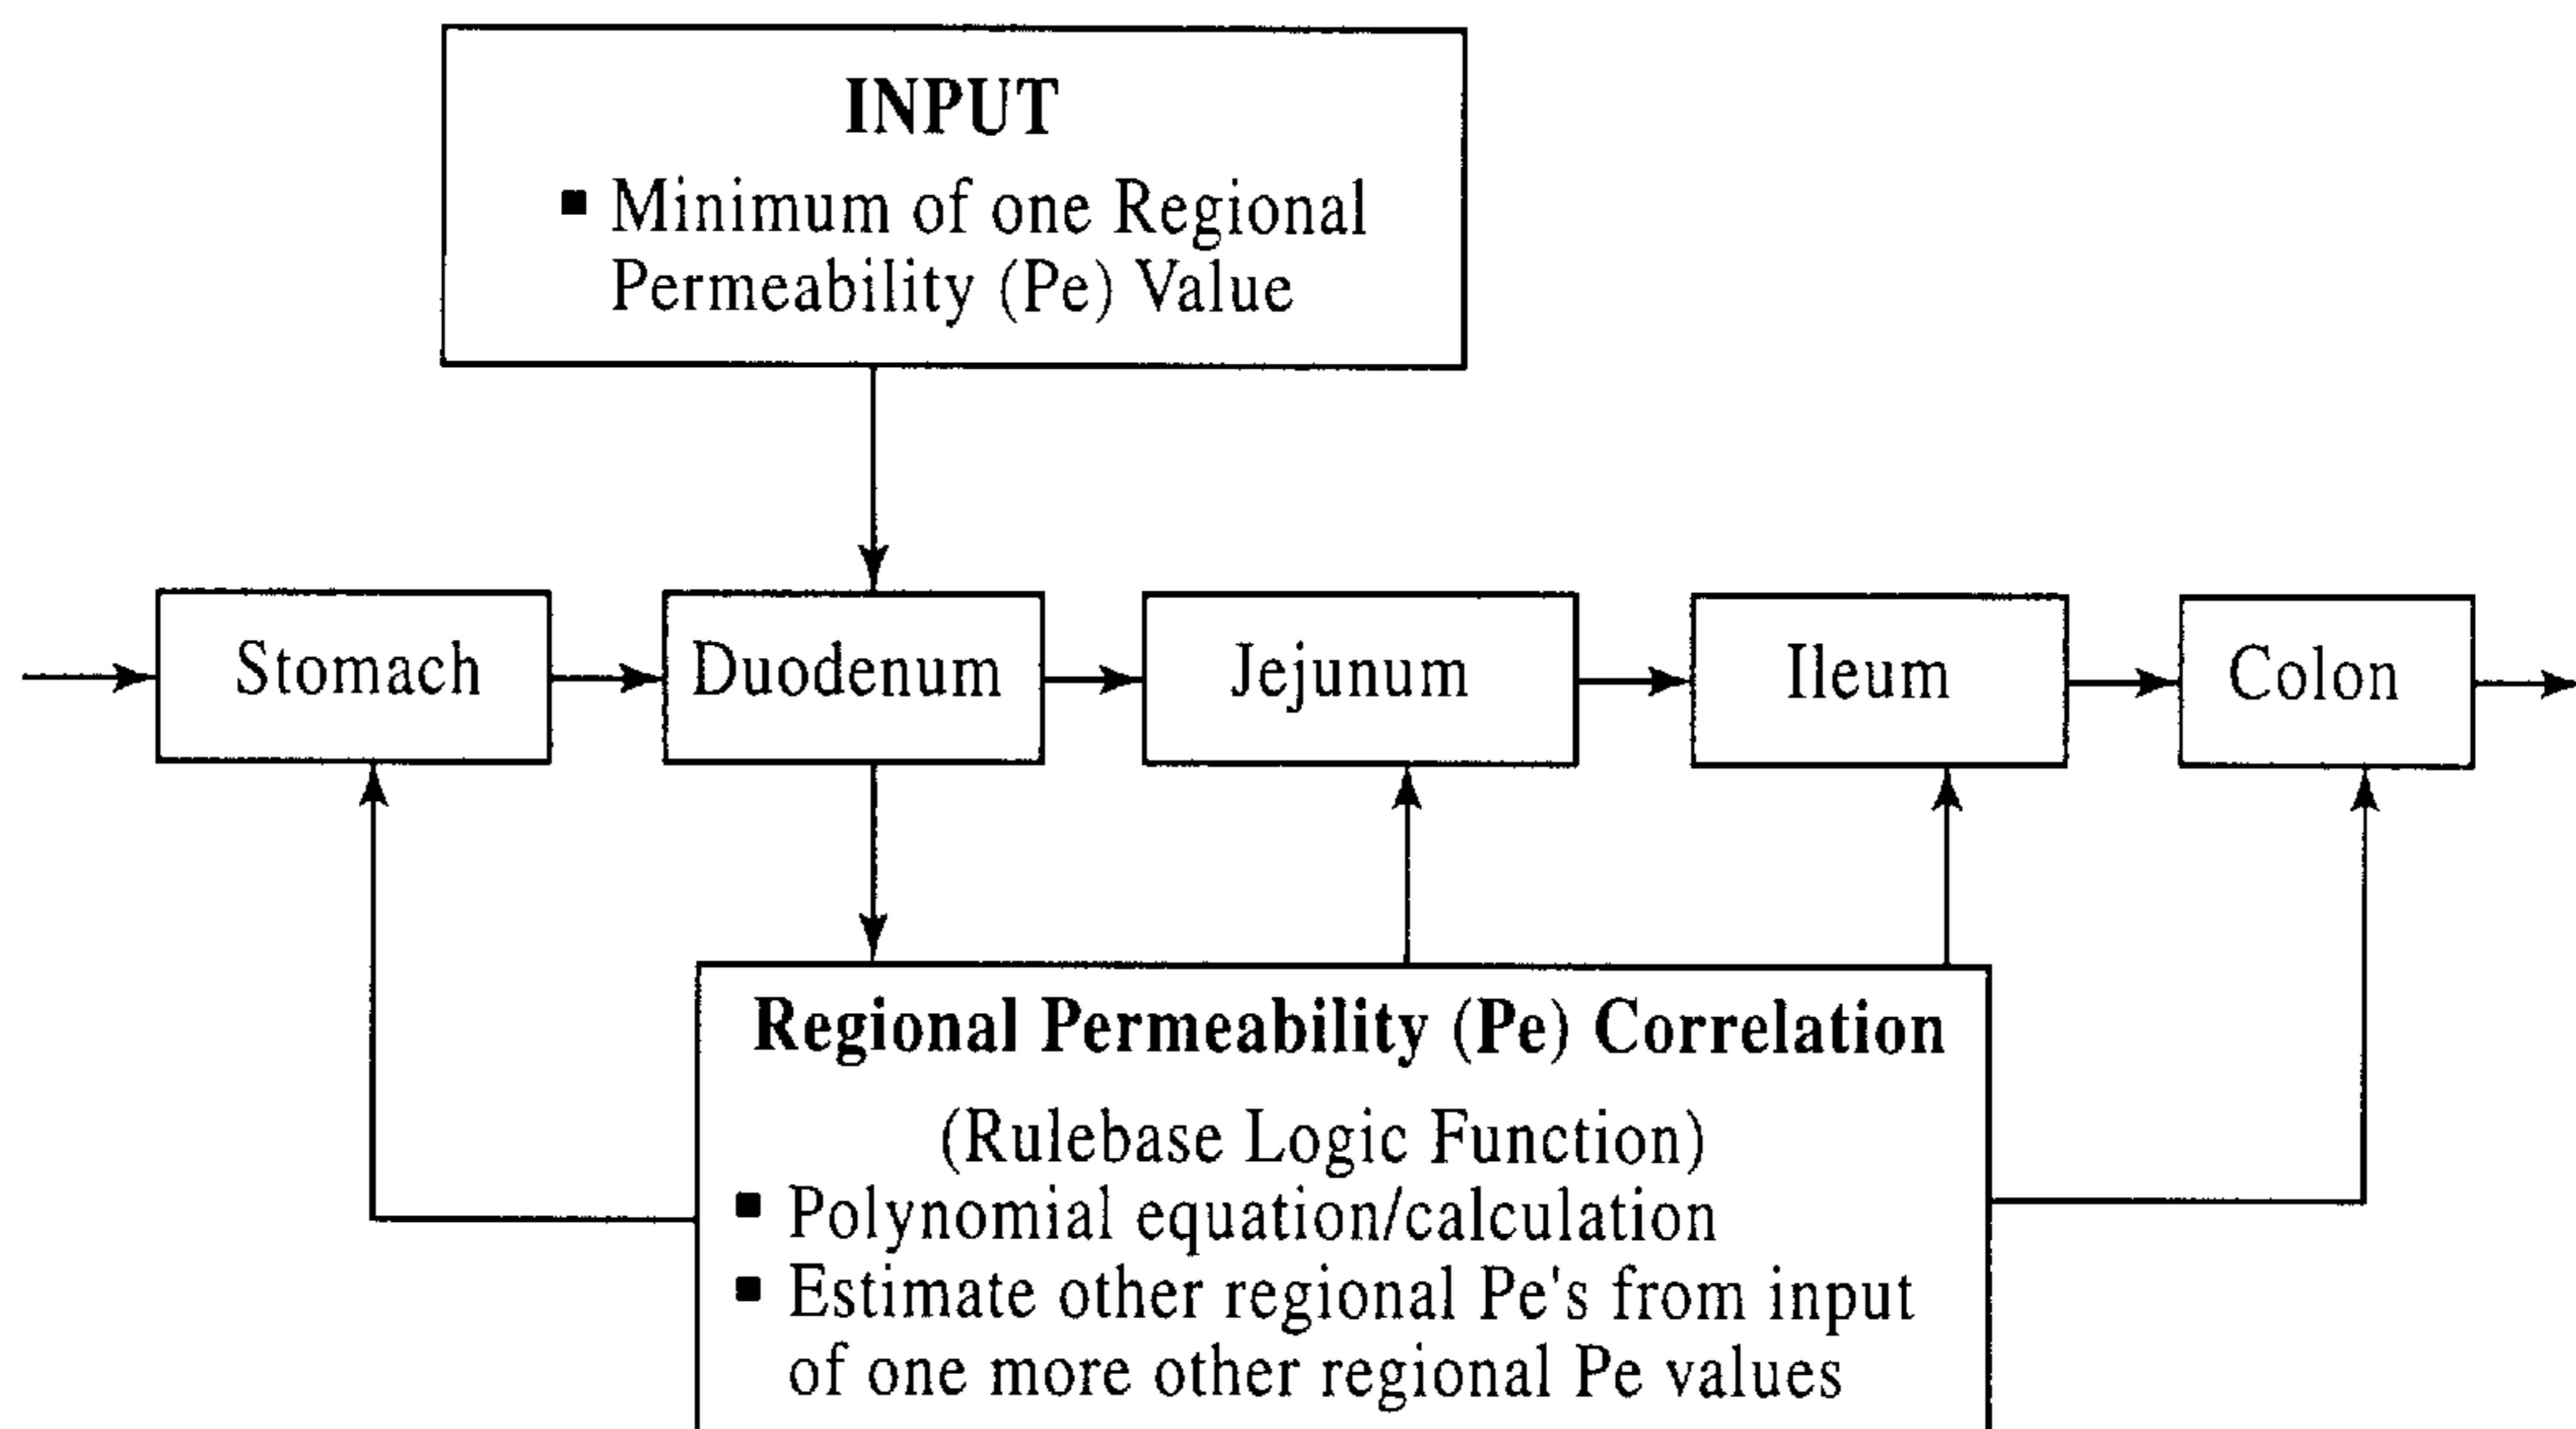 INPUT
▪ Minimum of one Regional
Permeability (Pe) Value
Stomach
Duodenum
Jejunum
Ileum
Colon
Regional Permeability (Pe) Correlation
(Rulebase Logic Function)
▪ Polynomial equation/calculation
▪ Estimate other regional Pe's from input
of one more other regional Pe values